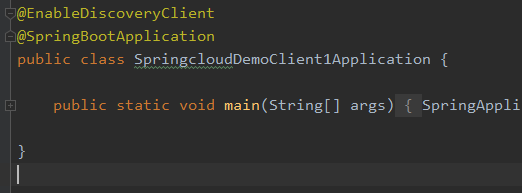 @EnableDiscoveryClient
@SpringBootApplication
public class SpringcloudDemoClient1Application {
public static void main(String[] args) { SpringAppli
}